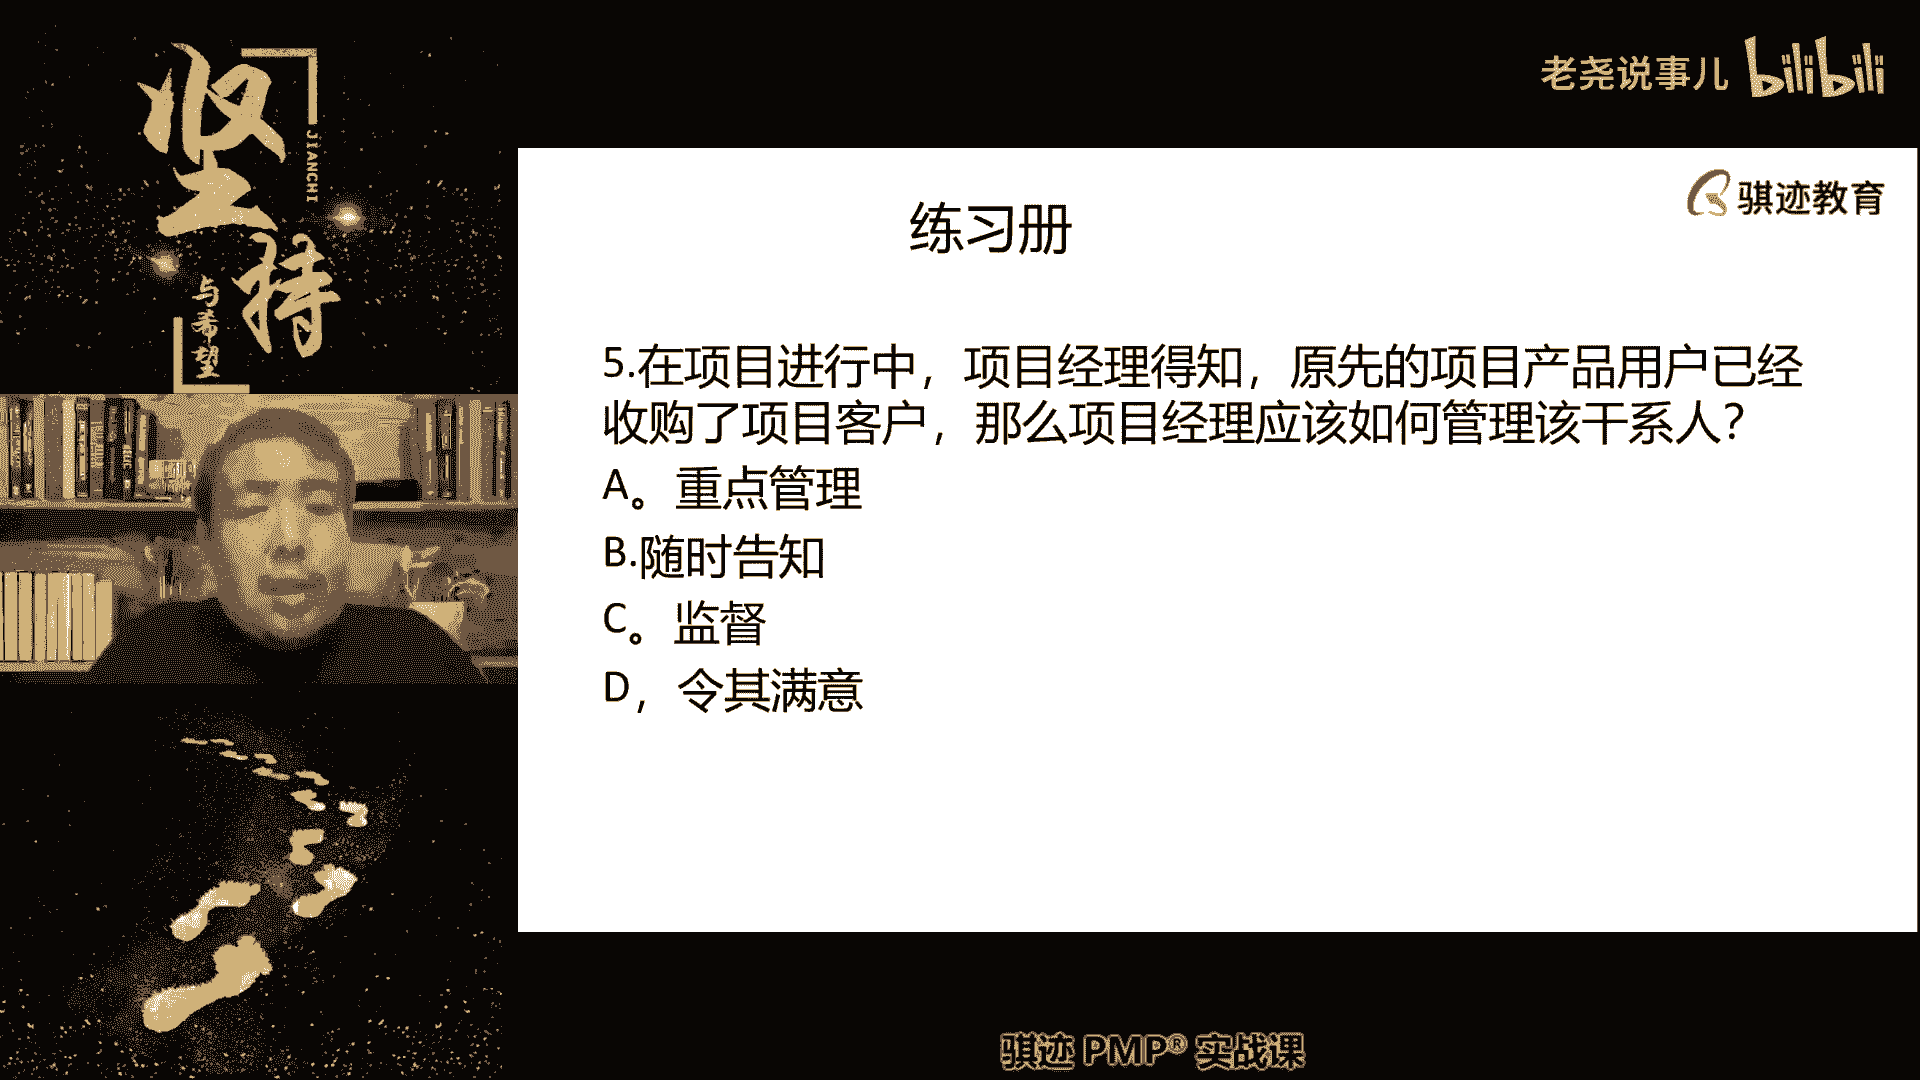 坚持
JIANCHI
与希望
老尧说事儿 bilibili
骐迹教育
练习册
5.在项目进行中，项目经理得知，原先的项目产品用户已经
收购了项目客户，那么项目经理应该如何管理该干系人？
A。重点管理
B.随时告知
C。监督
D，令其满意
骐迹 PMP® 实战课